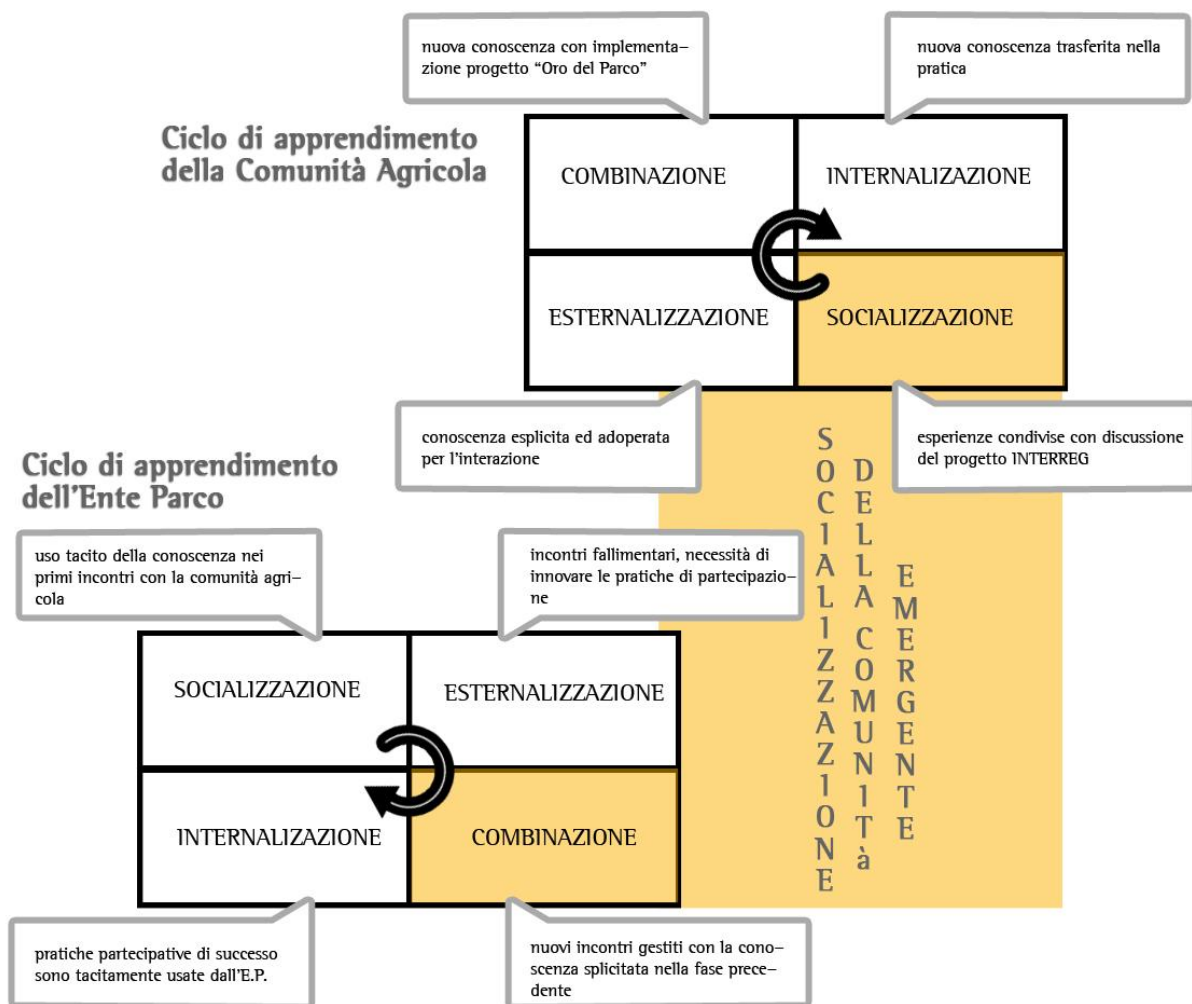 nuova conoscenza con implementa–
zione progetto “Oro del Parco”
nuova conoscenza trasferita nella
pratica
Ciclo di apprendimento
della Comunità Agricola
COMBINAZIONE
INTERNALIZAZIONE
ESTERNALIZZAZIONE
SOCIALIZZAZIONE
conoscenza esplicita ed adoperata
per l'interazione
esperienze condivise con discussione
del progetto INTERREG
SOCIALIZZAZIONE
DELLA COMUNITà
EMERGENTE
Ciclo di apprendimento
dell'Ente Parco
uso tacito della conoscenza nei
primi incontri con la comunità agri–
cola
incontri fallimentari, necessità di
innovare le pratiche di partecipazio–
ne
SOCIALIZZAZIONE
ESTERNALIZZAZIONE
INTERNALIZAZIONE
COMBINAZIONE
pratiche partecipative di successo
sono tacitamente usate dall'E.P.
nuovi incontri gestiti con la cono–
scenza splicitata nella fase prece–
dente